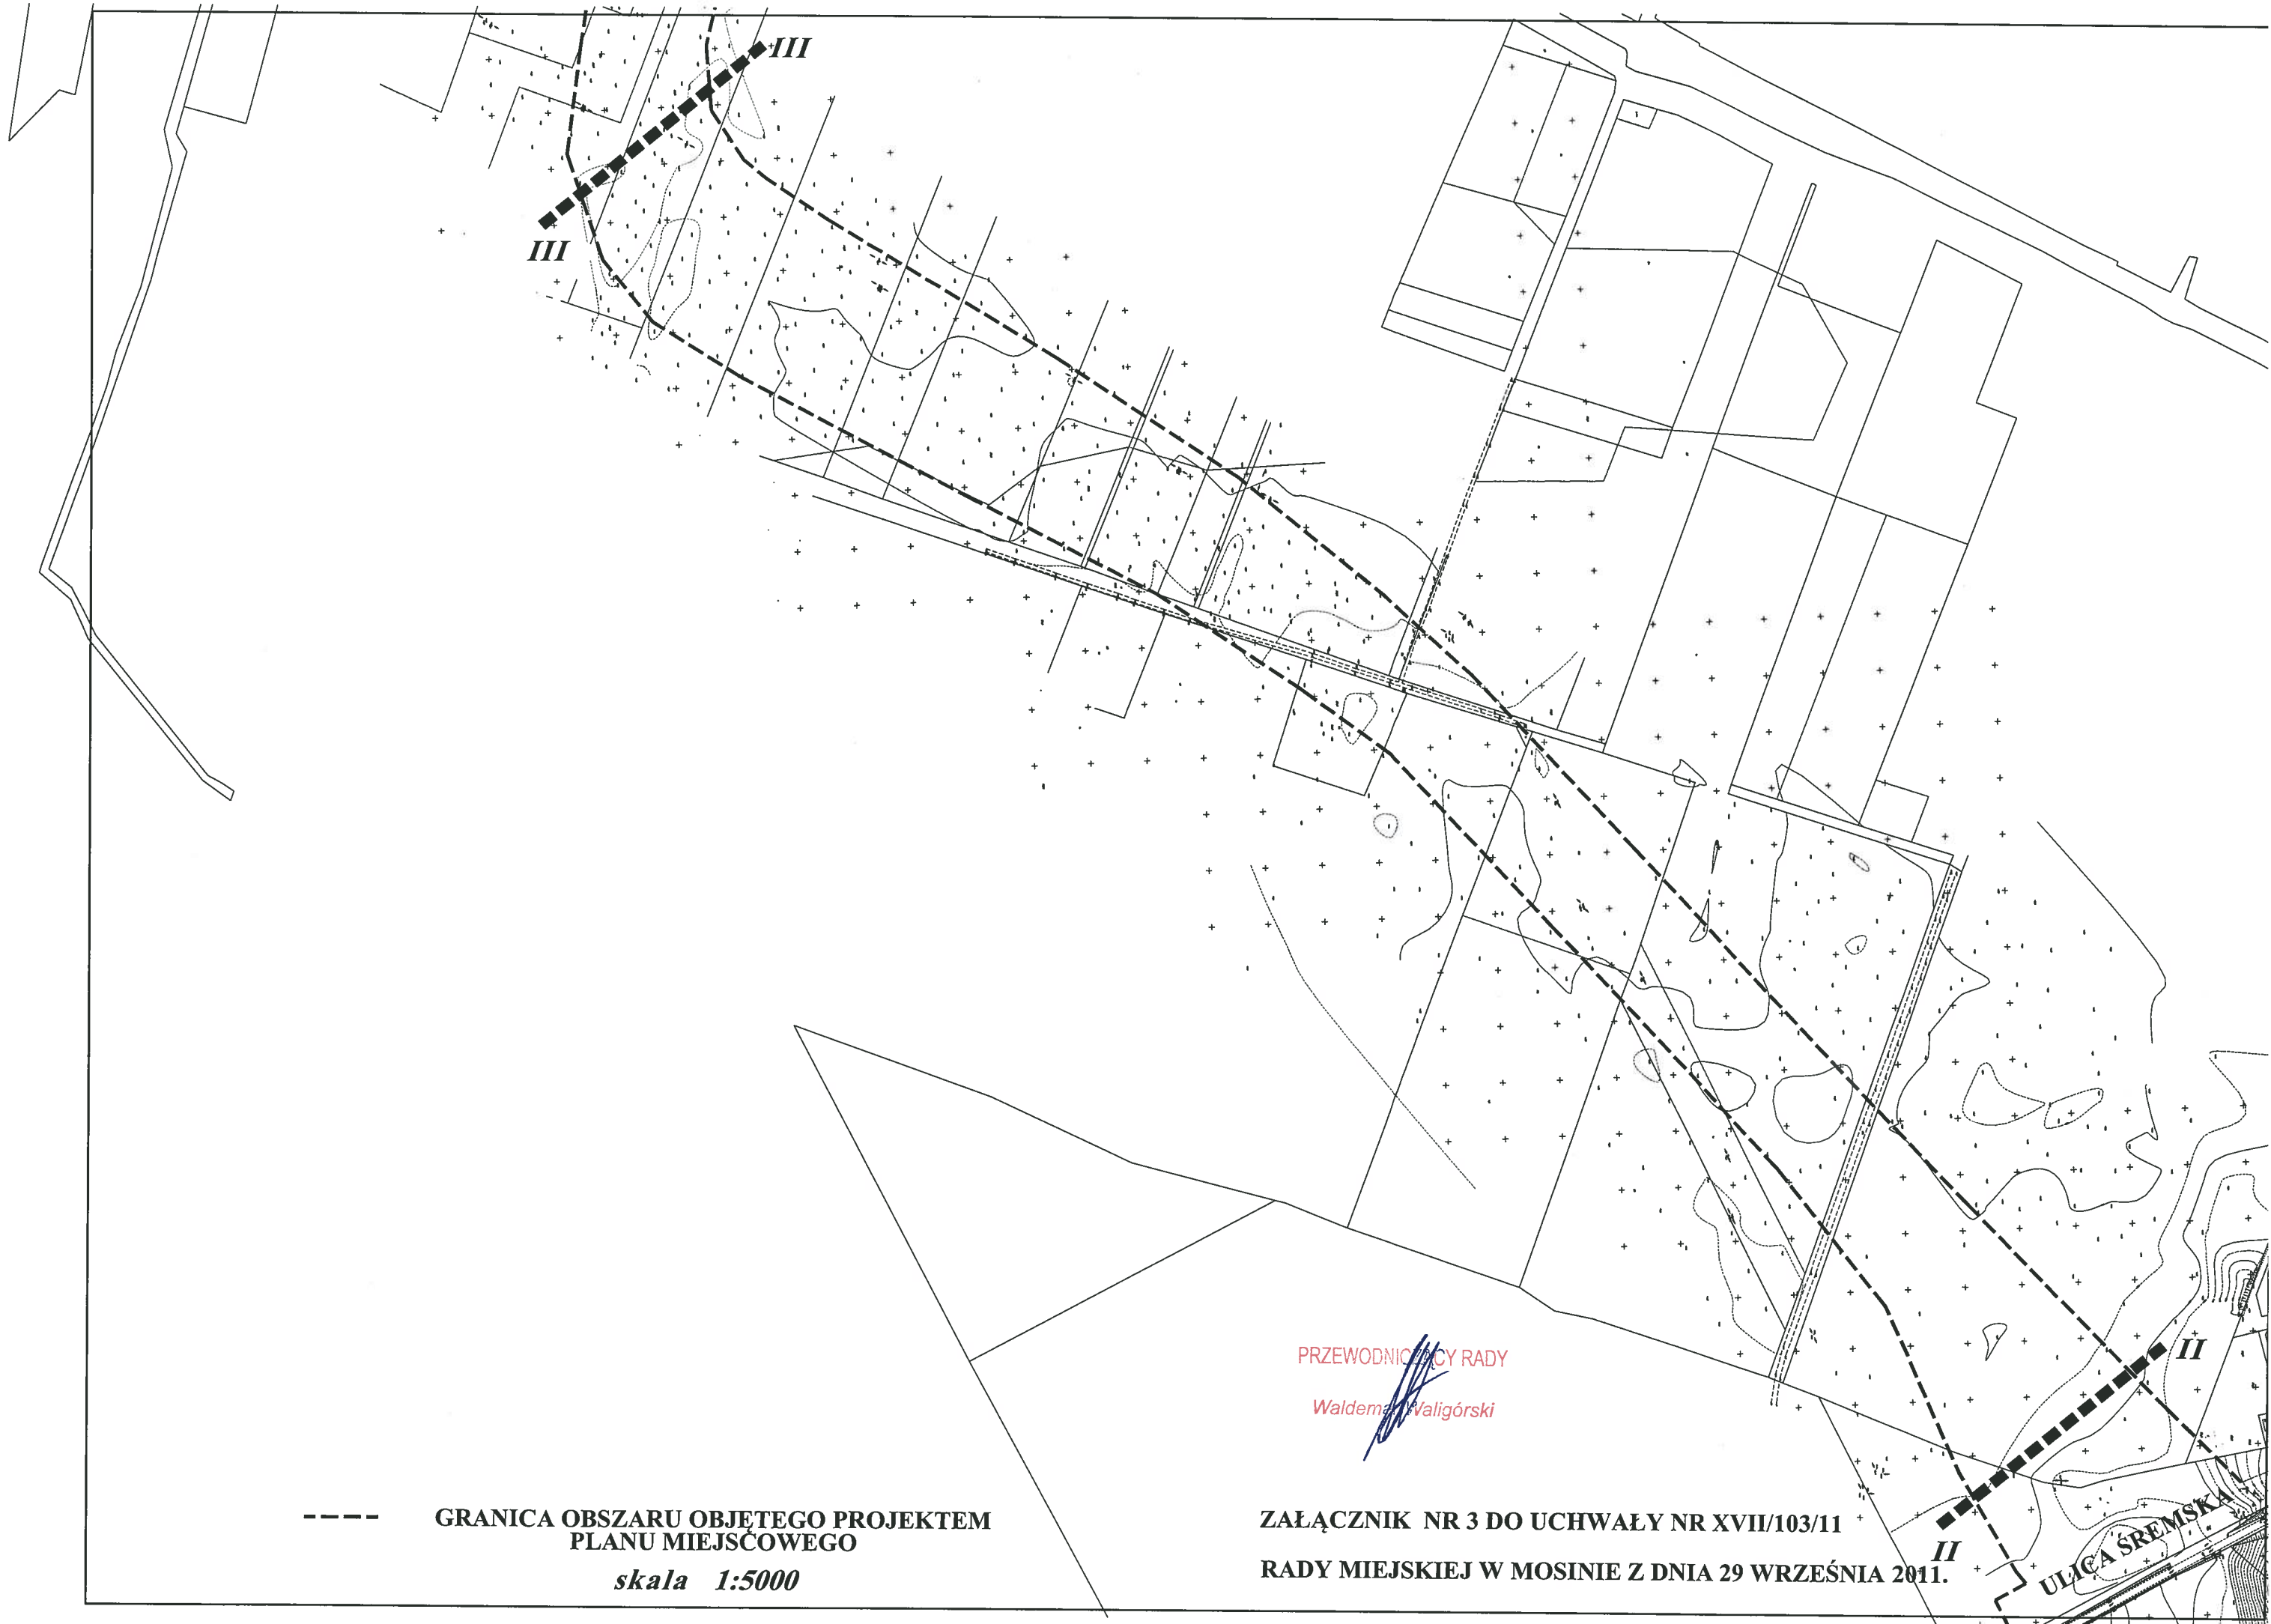 III
III
PRZEWODNICZĄCY RADY
Waldemar Waligórski
II
II
ULICA ŚREMSKA
GRANICA OBSZARU OBJĘTEGO PROJEKTEM
PLANU MIEJSCOWEGO
skala 1:5000
ZAŁĄCZNIK NR 3 DO UCHWAŁY NR XVII/103/11
RADY MIEJSKIEJ W MOSINIE Z DNIA 29 WRZEŚNIA 2011.